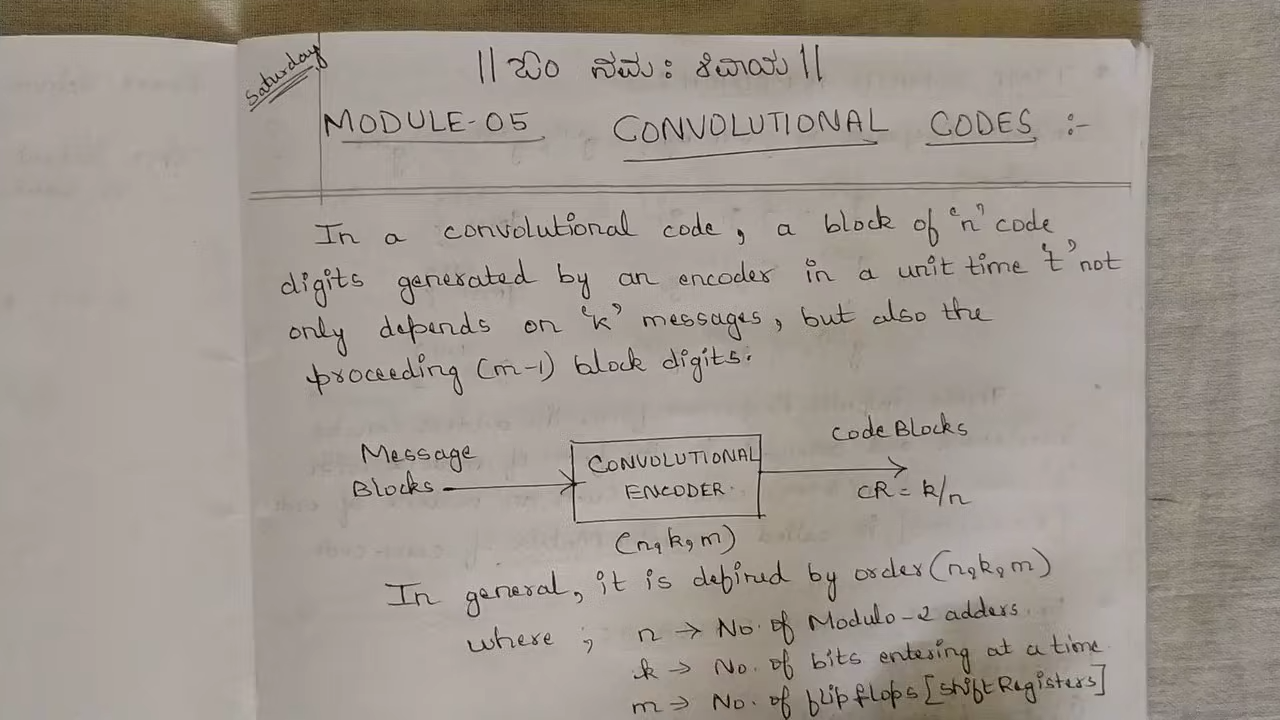 Saturday
|| ಓಂ ನಮಃ ಶಿವಾಯ ||
MODULE-05 CONVOLUTIONAL CODES :-
In a convolutional code, a block of 'n' code
digits generated by an encoder in a unit time 't' not
only depends on 'k' messages, but also the
proceeding (m-1) block digits.
Message
Blocks
CONVOLUTIONAL
ENCODER.
Code Blocks
CR = k/n
(n, k, m)
In general, it is defined by order (n, k, m)
where ; n → No. of Modulo-2 adders.
k → No. of bits entering at a time.
m → No. of flip flops [Shift Registers]